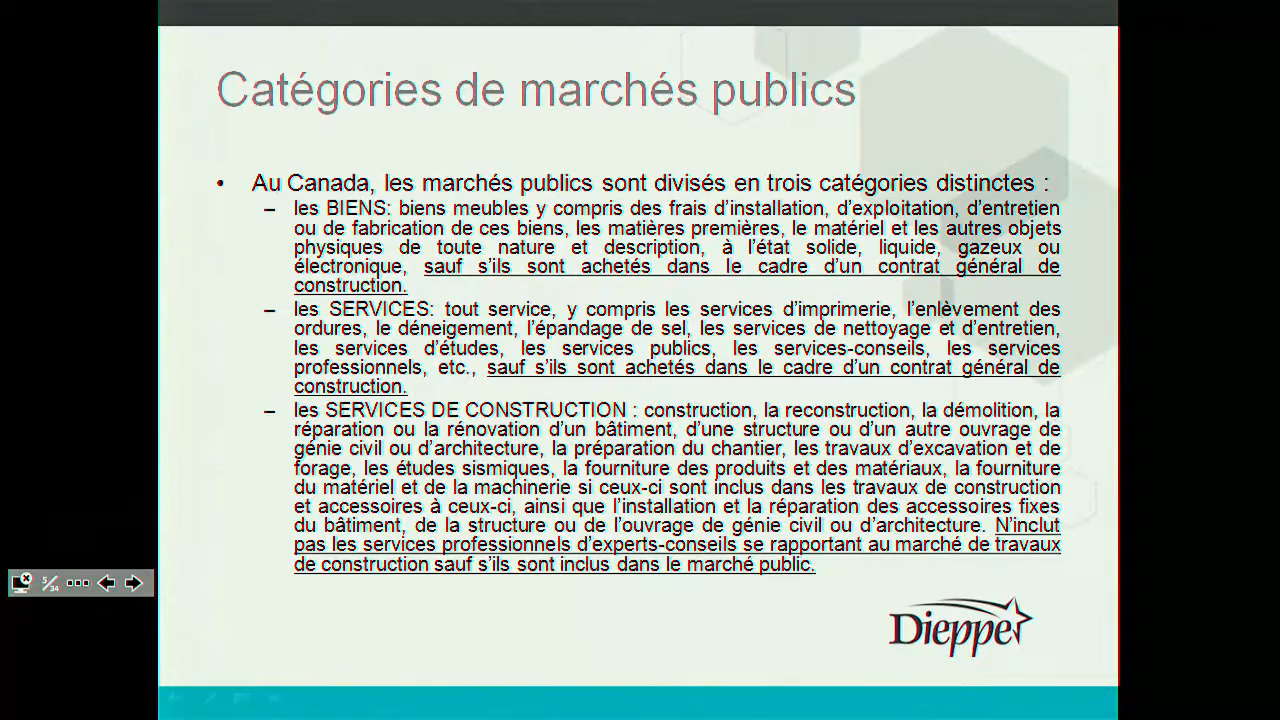 Catégories de marchés publics
• Au Canada, les marchés publics sont divisés en trois catégories distinctes :
– les BIENS: biens meubles y compris des frais d’installation, d’exploitation, d’entretien
ou de fabrication de ces biens, les matières premières, le matériel et les autres objets
physiques de toute nature et description, à l’état solide, liquide, gazeux ou
électronique, sauf s’ils sont achetés dans le cadre d’un contrat général de
construction.
– les SERVICES: tout service, y compris les services d’imprimerie, l’enlèvement des
ordures, le déneigement, l’épandage de sel, les services de nettoyage et d’entretien,
les services d’études, les services publics, les services-conseils, les services
professionnels, etc., sauf s’ils sont achetés dans le cadre d’un contrat général de
construction.
– les SERVICES DE CONSTRUCTION : construction, la reconstruction, la démolition, la
réparation ou la rénovation d’un bâtiment, d’une structure ou d’un autre ouvrage de
génie civil ou d’architecture, la préparation du chantier, les travaux d’excavation et de
forage, les études sismiques, la fourniture des produits et des matériaux, la fourniture
du matériel et de la machinerie si ceux-ci sont inclus dans les travaux de construction
et accessoires à ceux-ci, ainsi que l’installation et la réparation des accessoires fixes
du bâtiment, de la structure ou de l’ouvrage de génie civil ou d’architecture. N’inclut
pas les services professionnels d’experts-conseils se rapportant au marché de travaux
de construction sauf s’ils sont inclus dans le marché public.
5/34
Dieppe